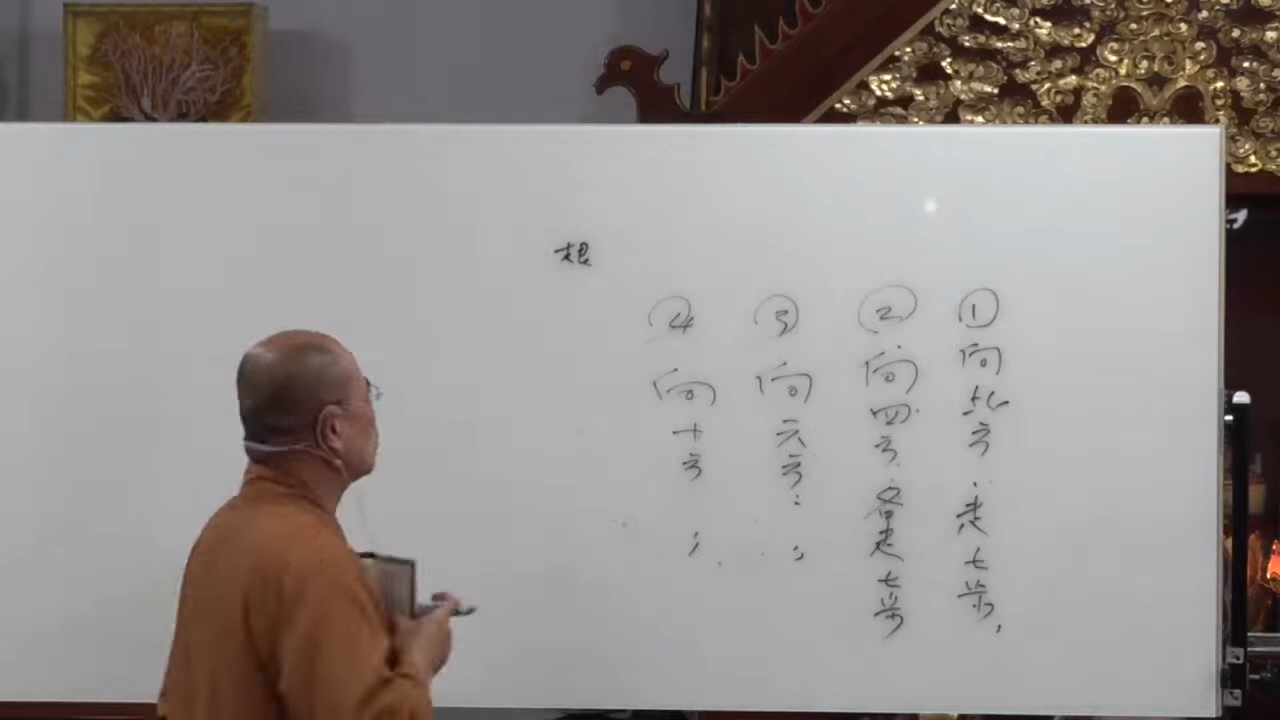 ①向北方走七步,
②向四方各走七步
③向六方：〃
④向十方 〃
根